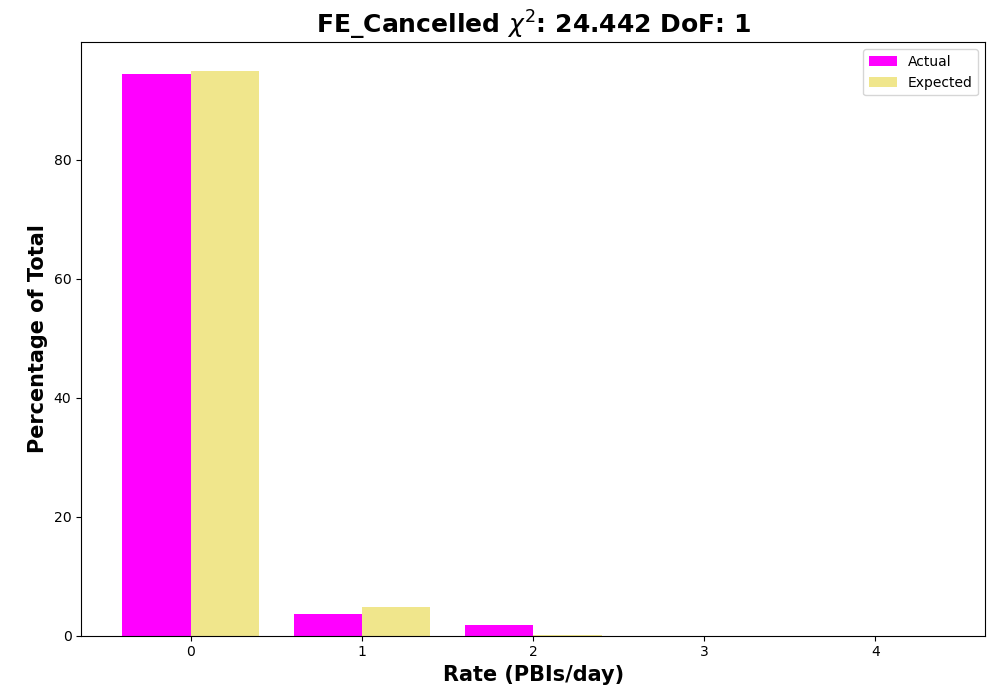 FE_Cancelled χ²: 24.442 DoF: 1
Actual
Expected
Percentage of Total
80
60
40
20
0
0 1 2 3 4
Rate (PBIs/day)